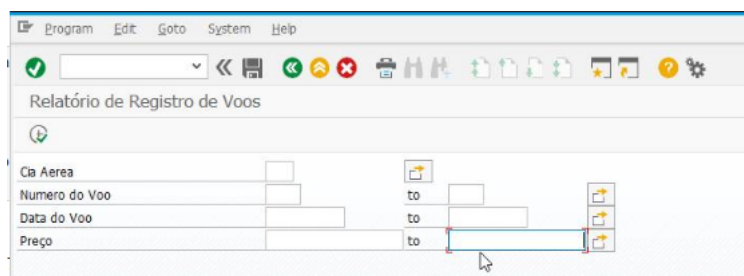 Program Edit Goto System Help
Relatório de Registro de Voos
Cia Aerea
Numero do Voo to
Data do Voo to
Preço to